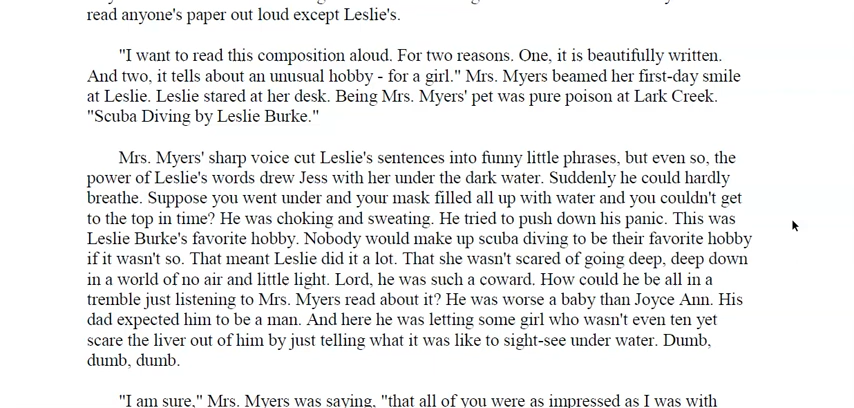 read anyone's paper out loud except Leslie's.
"I want to read this composition aloud. For two reasons. One, it is beautifully written.
And two, it tells about an unusual hobby - for a girl." Mrs. Myers beamed her first-day smile
at Leslie. Leslie stared at her desk. Being Mrs. Myers' pet was pure poison at Lark Creek.
"Scuba Diving by Leslie Burke."
Mrs. Myers' sharp voice cut Leslie's sentences into funny little phrases, but even so, the
power of Leslie's words drew Jess with her under the dark water. Suddenly he could hardly
breathe. Suppose you went under and your mask filled all up with water and you couldn't get
to the top in time? He was choking and sweating. He tried to push down his panic. This was
Leslie Burke's favorite hobby. Nobody would make up scuba diving to be their favorite hobby
if it wasn't so. That meant Leslie did it a lot. That she wasn't scared of going deep, deep down
in a world of no air and little light. Lord, he was such a coward. How could he be all in a
tremble just listening to Mrs. Myers read about it? He was worse a baby than Joyce Ann. His
dad expected him to be a man. And here he was letting some girl who wasn't even ten yet
scare the liver out of him by just telling what it was like to sight-see under water. Dumb,
dumb, dumb.
"I am sure," Mrs. Myers was saying, "that all of you were as impressed as I was with